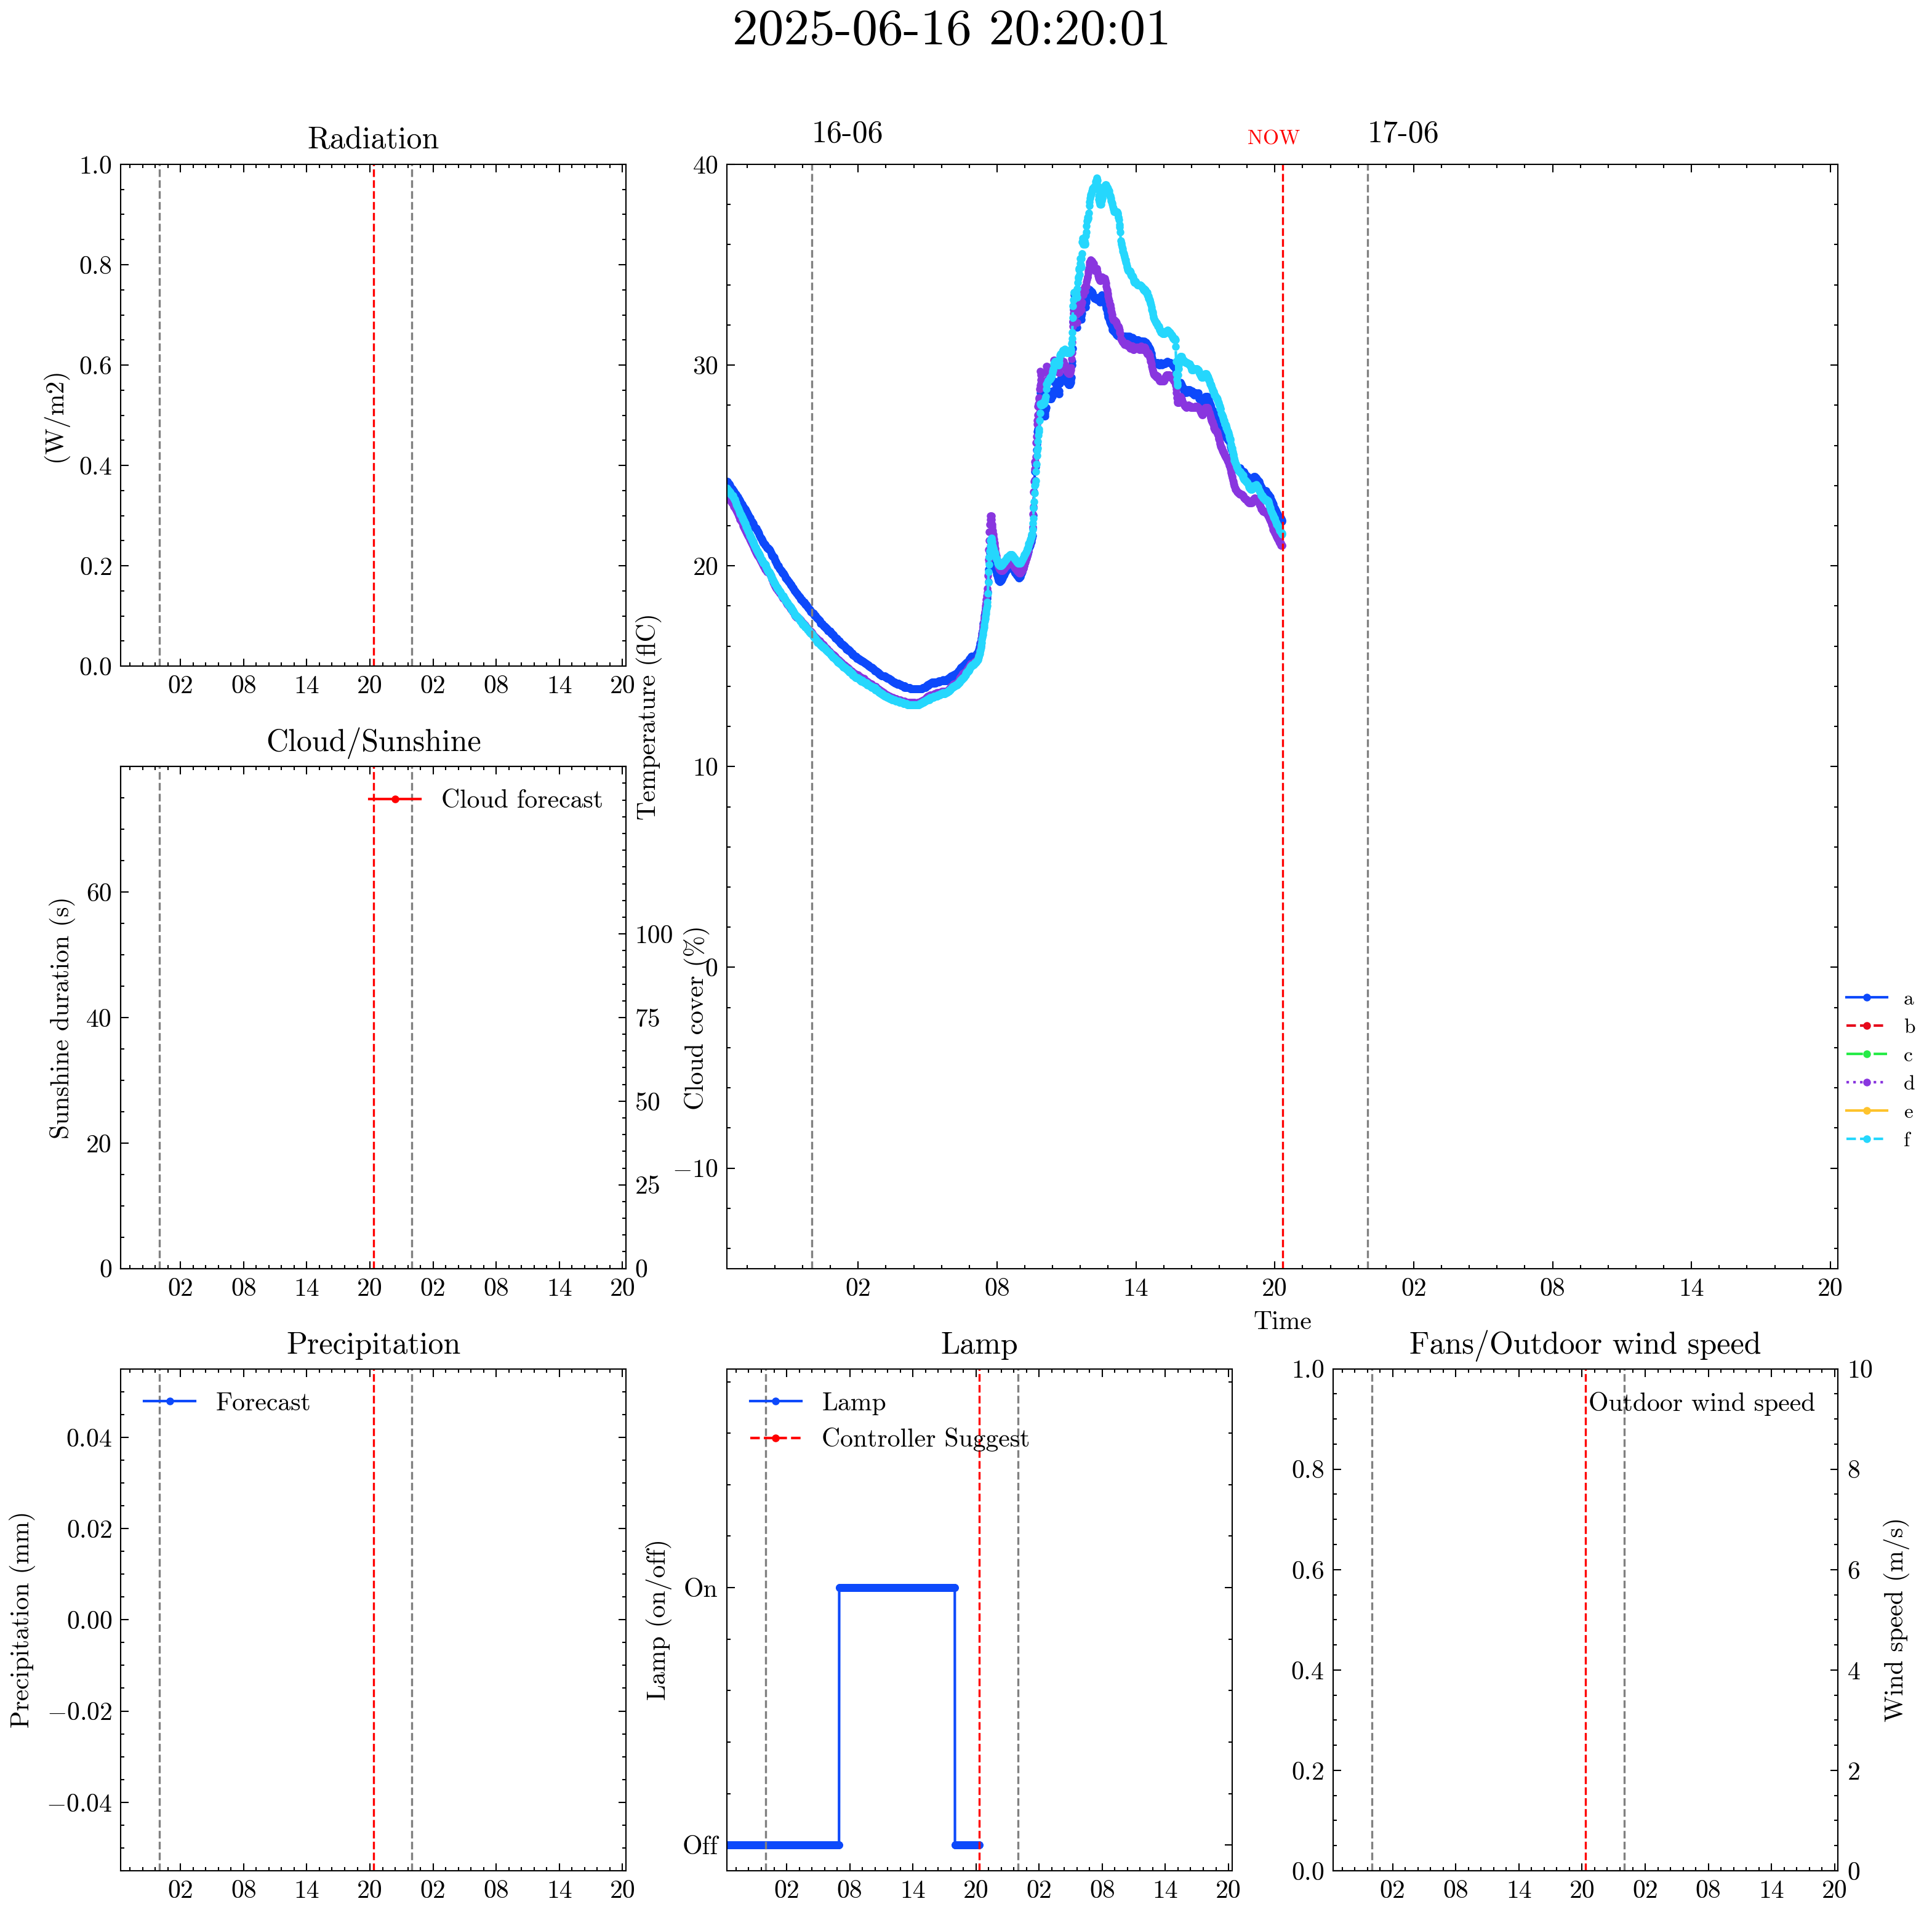 2025-06-16 20:20:01
Radiation
1.0
0.8
0.6
0.4
0.2
0.0
(W/m2)
02 08 14 20 02 08 14 20
16-06 NOW 17-06
40
30
20
10
0
−10
Temperature (flC)
02 08 14 20 02 08 14 20
Time
a
b
c
d
e
f
Cloud/Sunshine
Cloud forecast
60
40
20
0
Sunshine duration (s)
100
75
50
25
0
Cloud cover (%)
02 08 14 20 02 08 14 20
Precipitation
Forecast
0.04
0.02
0.00
−0.02
−0.04
Precipitation (mm)
02 08 14 20 02 08 14 20
Lamp
Lamp
Controller Suggest
On
Off
Lamp (on/off)
02 08 14 20 02 08 14 20
Fans/Outdoor wind speed
Outdoor wind speed
1.0
0.8
0.6
0.4
0.2
0.0
10
8
6
4
2
0
Wind speed (m/s)
02 08 14 20 02 08 14 20